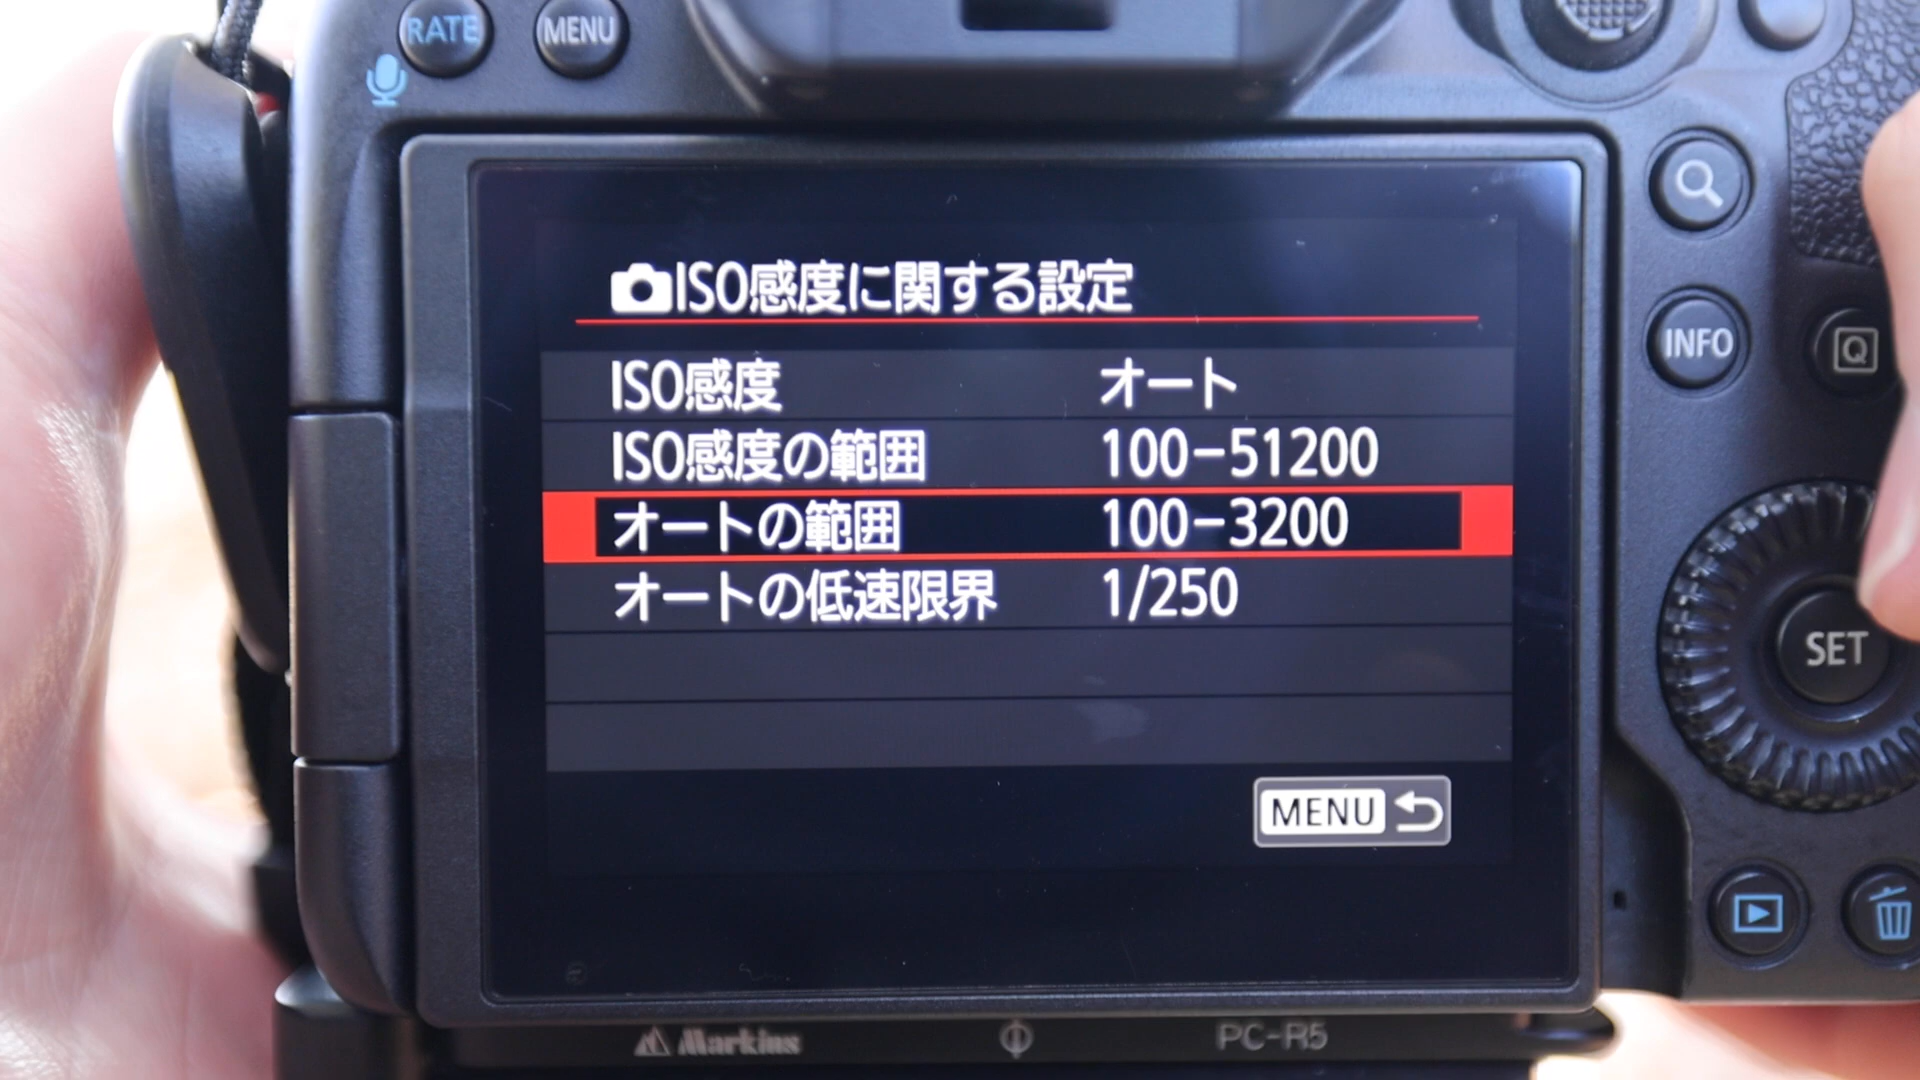 RATE MENU
ISO感度に関する設定
ISO感度 オート
ISO感度の範囲 100-51200
オートの範囲 100-3200
オートの低速限界 1/250
MENU
INFO
Q
SET
Markins PC-R5